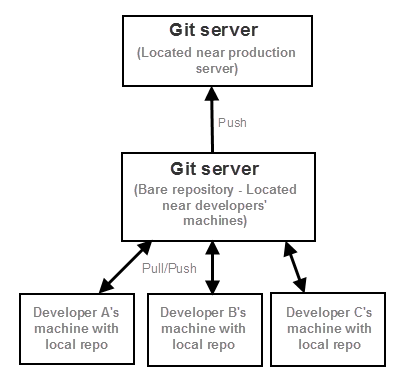 Git server
(Located near production
server)
Push
Git server
(Bare repository - Located
near developers'
machines)
Pull/Push
Developer A's
machine with
local repo
Developer B's
machine with
local repo
Developer C's
machine with
local repo